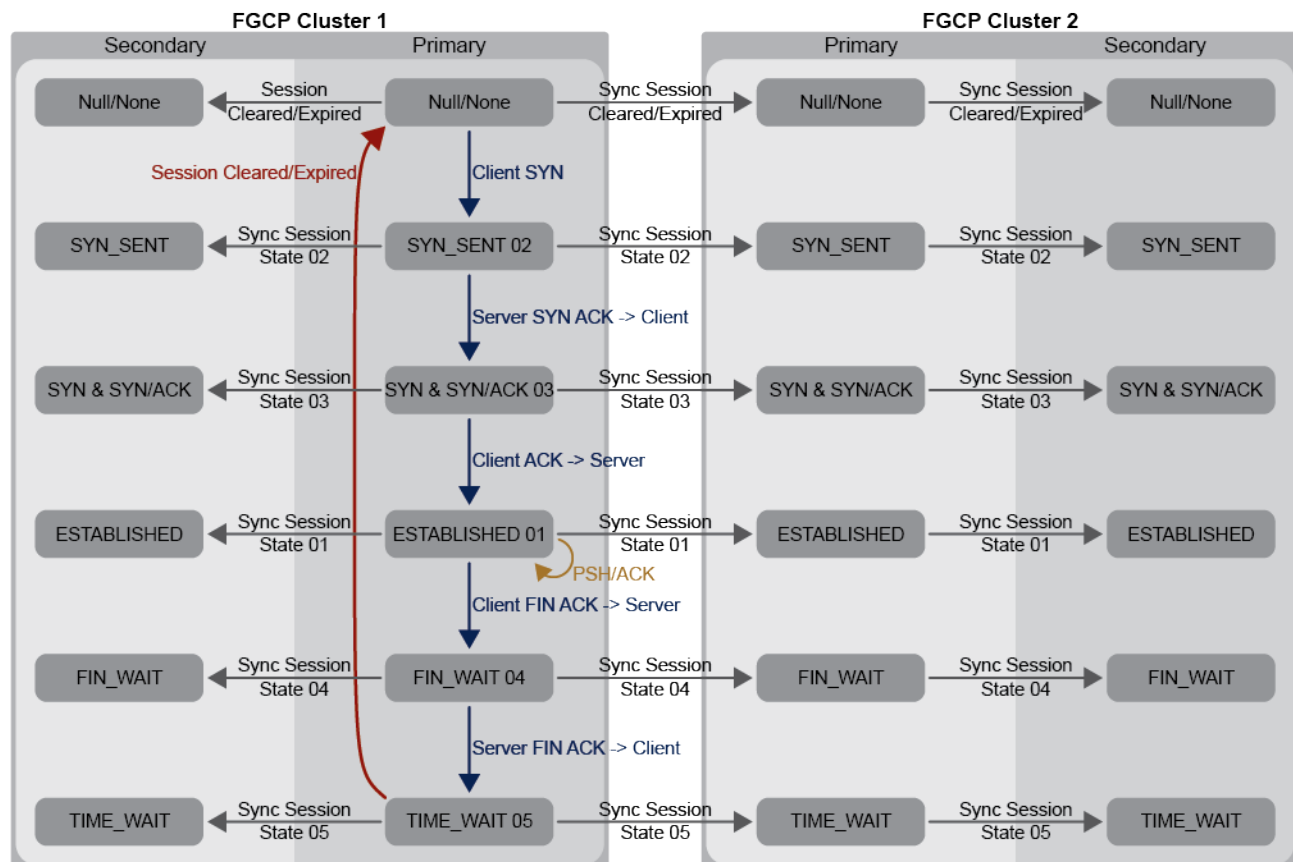 FGCP Cluster 1
FGCP Cluster 2
Secondary
Primary
Primary
Secondary
Null/None
Session
Cleared/Expired
Null/None
Sync Session
Cleared/Expired
Null/None
Sync Session
Cleared/Expired
Null/None
Session Cleared/Expired
Client SYN
SYN_SENT
Sync Session
State 02
SYN_SENT 02
Sync Session
State 02
SYN_SENT
Sync Session
State 02
SYN_SENT
Server SYN ACK -> Client
SYN & SYN/ACK
Sync Session
State 03
SYN & SYN/ACK 03
Sync Session
State 03
SYN & SYN/ACK
Sync Session
State 03
SYN & SYN/ACK
Client ACK -> Server
ESTABLISHED
Sync Session
State 01
ESTABLISHED 01
Sync Session
State 01
ESTABLISHED
Sync Session
State 01
ESTABLISHED
PSH/ACK
Client FIN ACK -> Server
FIN_WAIT
Sync Session
State 04
FIN_WAIT 04
Sync Session
State 04
FIN_WAIT
Sync Session
State 04
FIN_WAIT
Server FIN ACK -> Client
TIME_WAIT
Sync Session
State 05
TIME_WAIT 05
Sync Session
State 05
TIME_WAIT
Sync Session
State 05
TIME_WAIT